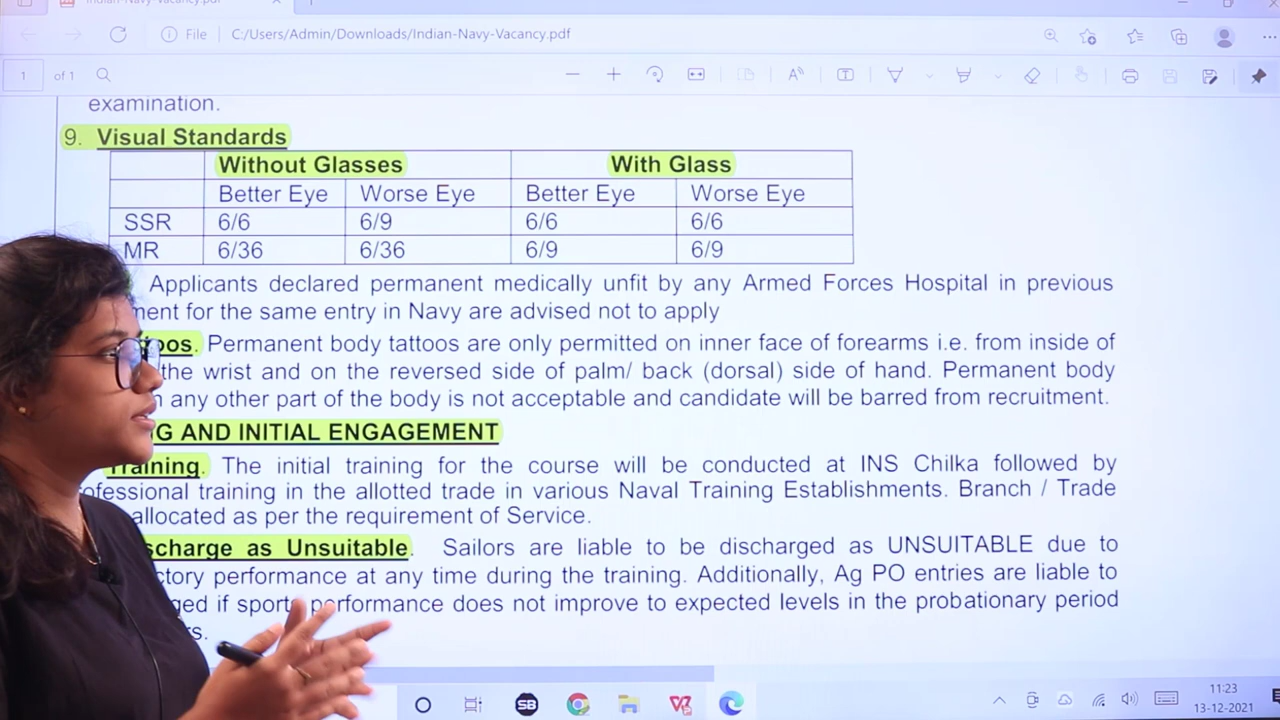 Indian-Navy-Vacancy.pdf
File C:/Users/Admin/Downloads/Indian-Navy-Vacancy.pdf
1 of 1
examination.
9. Visual Standards
Without Glasses With Glass
Better Eye Worse Eye Better Eye Worse Eye
SSR 6/6 6/9 6/6 6/6
MR 6/36 6/36 6/9 6/9
Applicants declared permanent medically unfit by any Armed Forces Hospital in previous
ment for the same entry in Navy are advised not to apply
oos. Permanent body tattoos are only permitted on inner face of forearms i.e. from inside of
the wrist and on the reversed side of palm/ back (dorsal) side of hand. Permanent body
n any other part of the body is not acceptable and candidate will be barred from recruitment.
G AND INITIAL ENGAGEMENT
Training. The initial training for the course will be conducted at INS Chilka followed by
ofessional training in the allotted trade in various Naval Training Establishments. Branch / Trade
allocated as per the requirement of Service.
scharge as Unsuitable. Sailors are liable to be discharged as UNSUITABLE due to
ctory performance at any time during the training. Additionally, Ag PO entries are liable to
ged if sports performance does not improve to expected levels in the probationary period
rs.
SB
11:23
13-12-2021